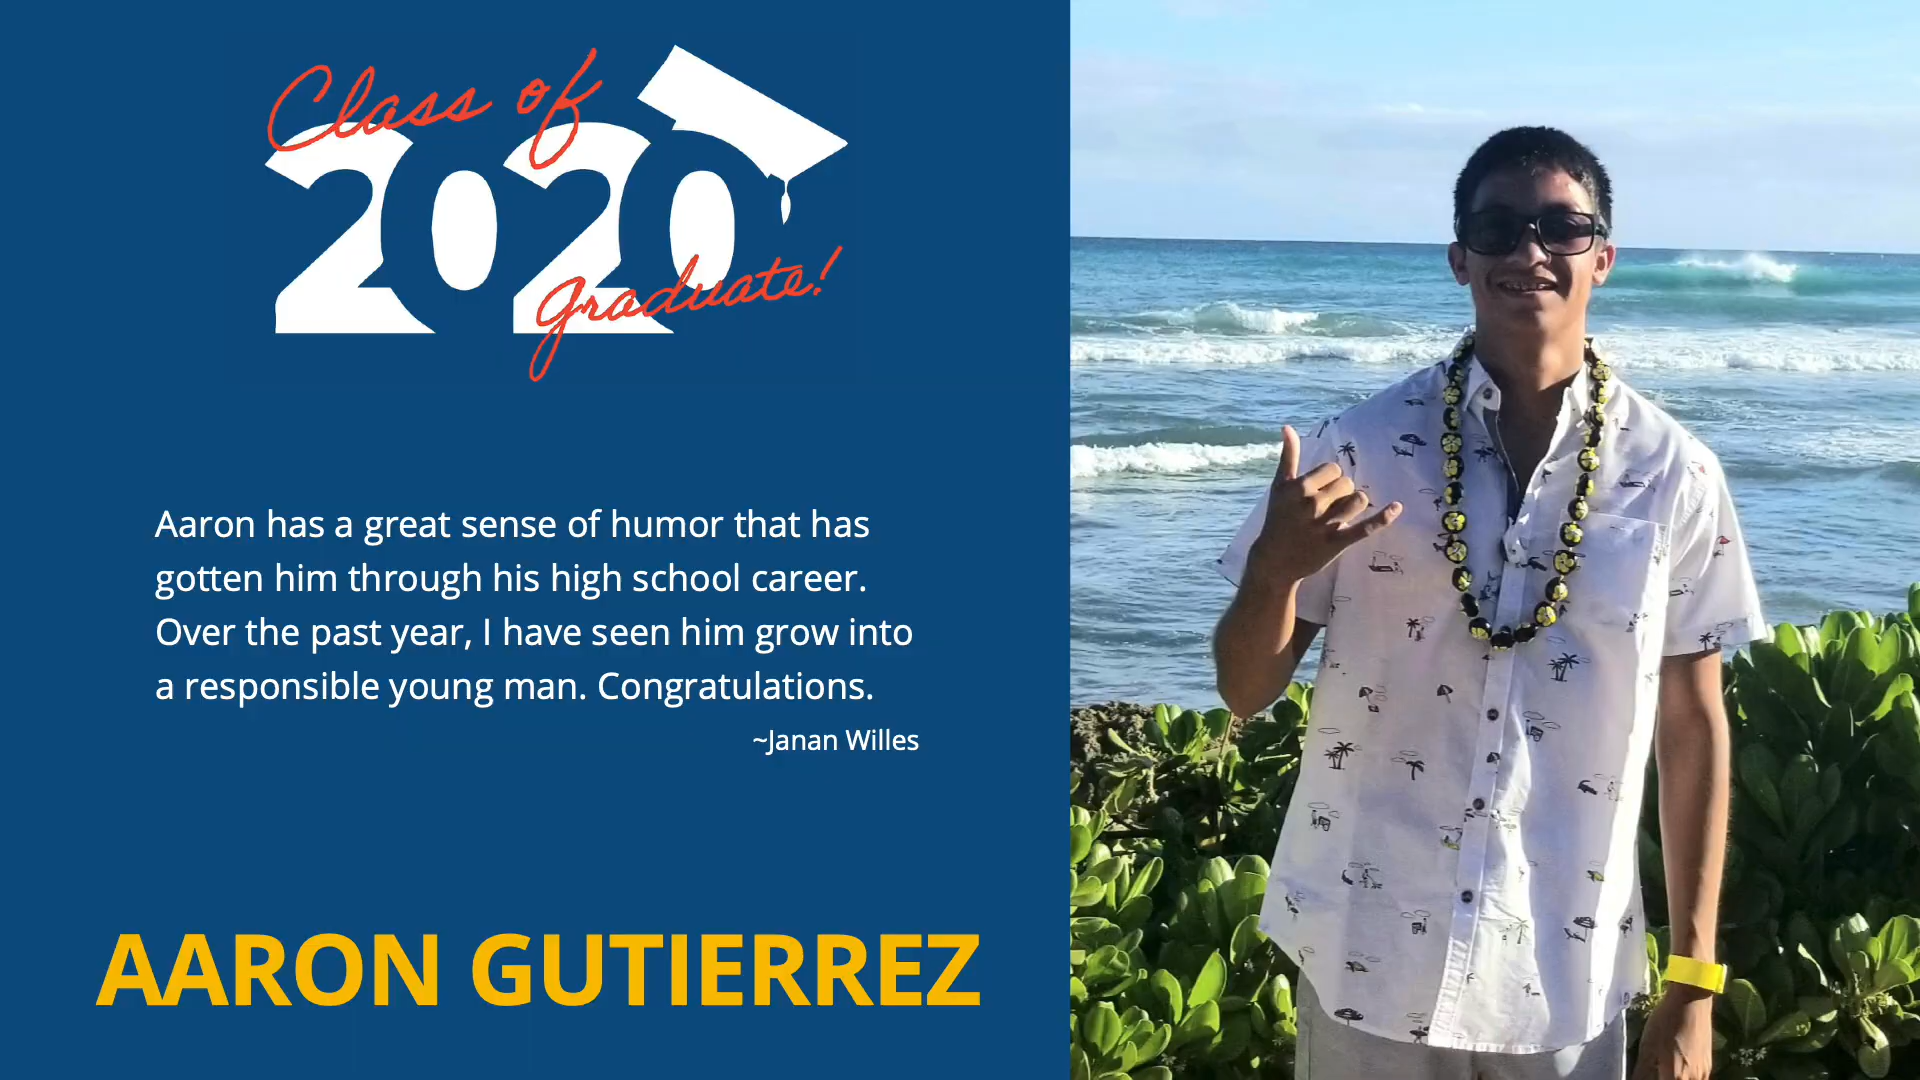 Class of
2020
graduate!
Aaron has a great sense of humor that has
gotten him through his high school career.
Over the past year, I have seen him grow into
a responsible young man. Congratulations.
~Janan Willes
AARON GUTIERREZ